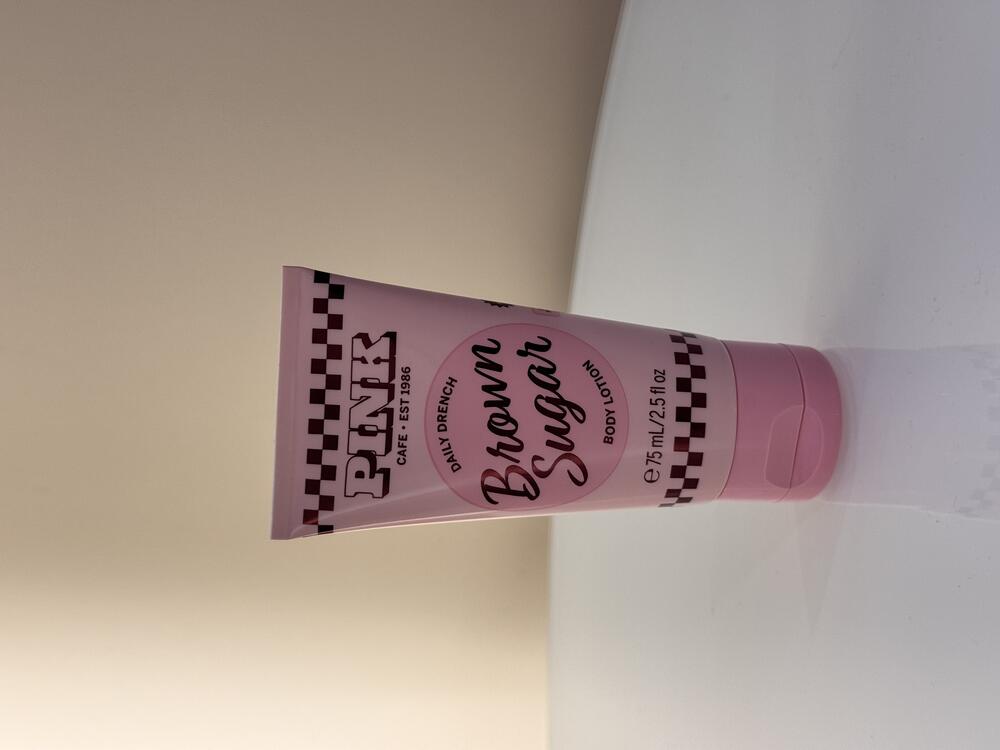 PINK
CAFE • EST 1986
DAILY DRENCH
Brown
Sugar
BODY LOTION
℮ 75 mL/2.5 fl oz